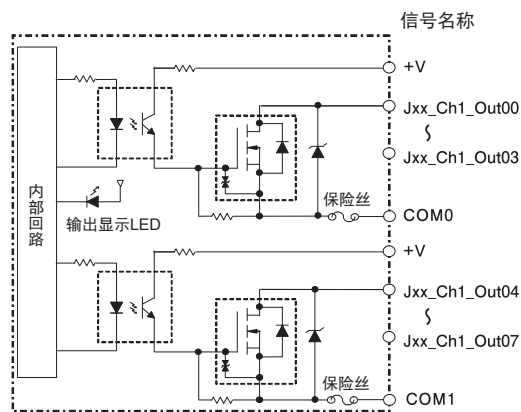 信号名称
+V
Jxx_Ch1_Out00
~
Jxx_Ch1_Out03
内部回路
保险丝
COM0
输出显示LED
+V
Jxx_Ch1_Out04
~
Jxx_Ch1_Out07
保险丝
COM1